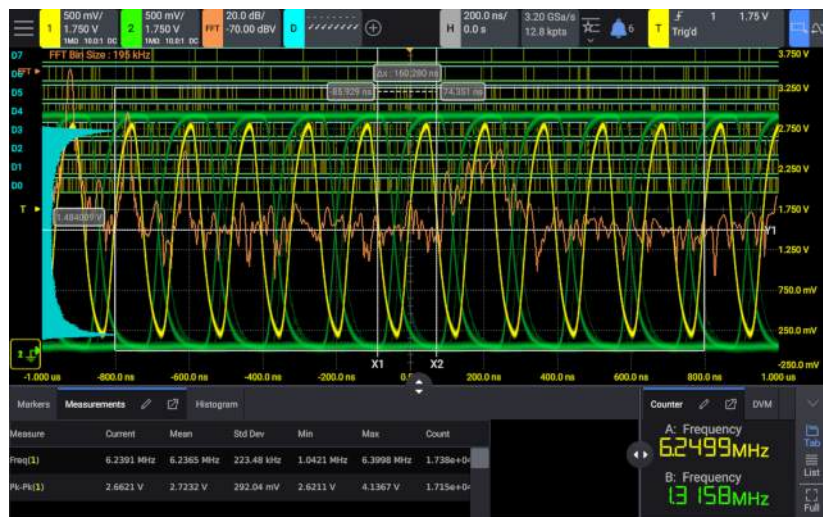 1 500 mV/ 1.750 V 1MΩ 10.0:1 DC
2 500 mV/ 1.750 V 1MΩ 10.0:1 DC
FFT 20.0 dB/ -70.00 dBV
D
H 200.0 ns/ 0.0 s
3.20 GSa/s 12.8 kpts
6
T 1 1.75 V Trig'd
FFT Bin Size : 195 kHz
D7
D6
FFT
D5
D4
D3
D2
D1
D0
T
Δx : 160.280 ns
-85.929 ns
74.351 ns
1.484009 V
3.750 V
3.250 V
2.750 V
2.250 V
1.750 V
Y1
1.250 V
750.0 mV
250.0 mV
-250.0 mV
X1 X2
-1.000 us -800.0 ns -600.0 ns -400.0 ns 200.0 ns 400.0 ns 600.0 ns 800.0 ns 1.000 us
Markers Measurements Histogram
Measure Current Mean Std Dev Min Max Count
Freq(1) 6.2391 MHz 6.2365 MHz 223.48 kHz 1.0421 MHz 6.3998 MHz 1.738e+0
Pk-Pk(1) 2.6621 V 2.7232 V 292.04 mV 2.6211 V 4.1367 V 1.715e+0
Counter DVM
A: Frequency
6.2499MHz
B: Frequency
1.3158MHz
Tab
List
Full